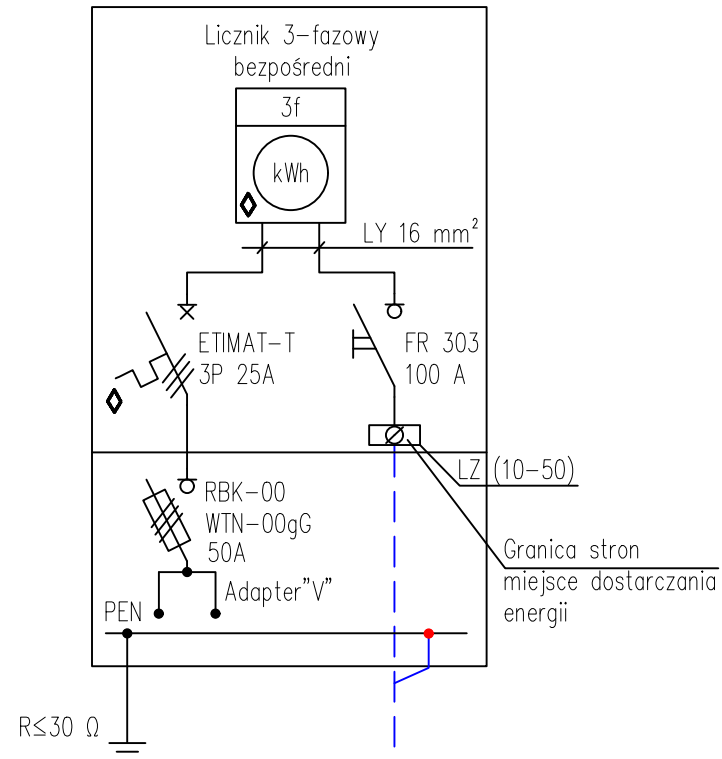 Licznik 3-fazowy
bezpośredni
3f
kWh
LY 16 mm²
ETIMAT-T
3P 25A
FR 303
100 A
LZ (10-50)
RBK-00
WTN-00gG
50A
Adapter"V"
Granica stron
miejsce dostarczania
energii
PEN
R≤30 Ω